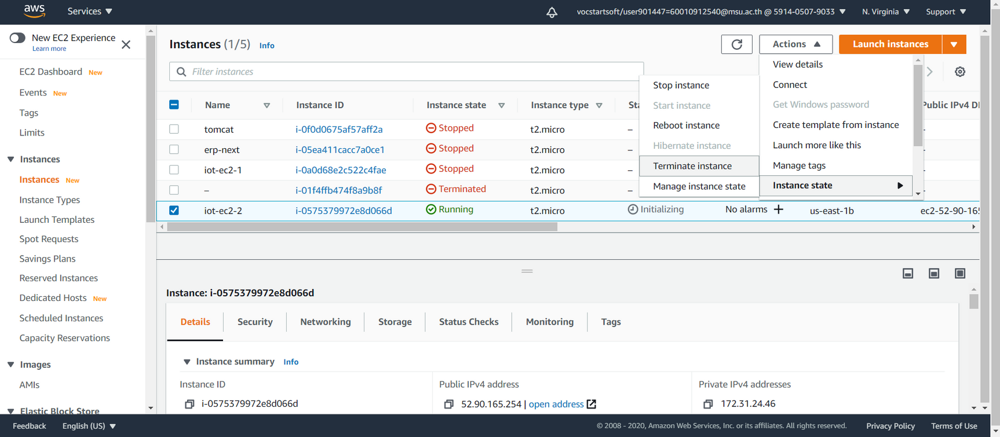 aws Services vocstartsoft/user901447=60010912540@msu.ac.th @ 5914-0507-9033 N. Virginia Support
New EC2 Experience
Learn more
EC2 Dashboard New
Events New
Tags
Limits
Instances
Instances New
Instance Types
Launch Templates
Spot Requests
Savings Plans
Reserved Instances
Dedicated Hosts New
Scheduled Instances
Capacity Reservations
Images
AMIs
Elastic Block Store
Instances (1/5) Info
Actions
Launch instances
Filter instances
View details
Connect
Get Windows password
Create template from instance
Launch more like this
Manage tags
Instance state
Stop instance
Start instance
Reboot instance
Hibernate instance
Terminate instance
Manage instance state
Name Instance ID Instance state Instance type Sta Public IPv4 D
tomcat i-0f0d0675af57aff2a Stopped t2.micro –
erp-next i-05ea411cacc7a0ce1 Stopped t2.micro –
iot-ec2-1 i-0a0d68e2c522c4fae Stopped t2.micro –
– i-01f4ffb474f8a9b8f Terminated t2.micro –
iot-ec2-2 i-0575379972e8d066d Running t2.micro Initializing No alarms + us-east-1b ec2-52-90-165
Instance: i-0575379972e8d066d
Details Security Networking Storage Status Checks Monitoring Tags
Instance summary Info
Instance ID
i-0575379972e8d066d
Public IPv4 address
52.90.165.254 | open address
Private IPv4 addresses
172.31.24.46
Feedback English (US) © 2008 - 2020, Amazon Web Services, Inc. or its affiliates. All rights reserved. Privacy Policy Terms of Use